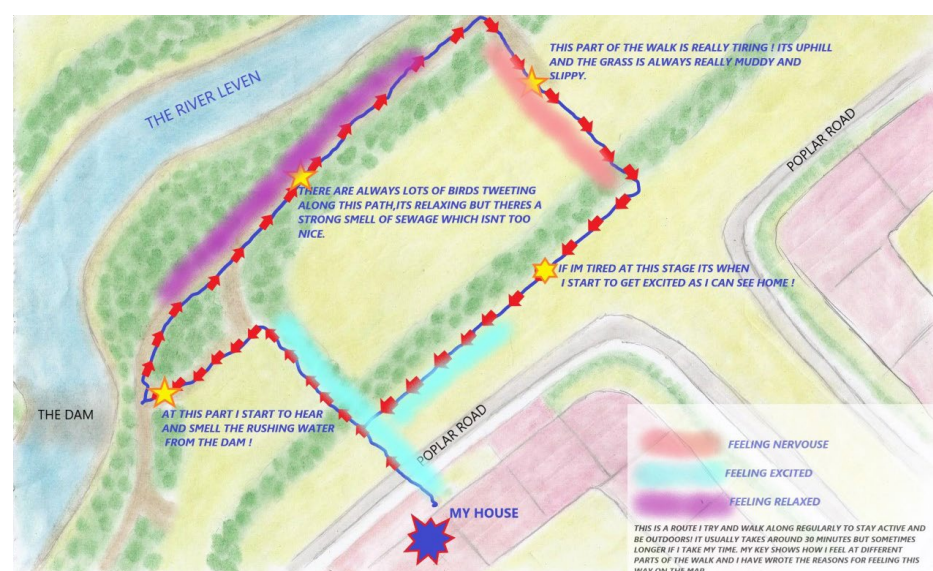 THIS PART OF THE WALK IS REALLY TIRING ! ITS UPHILL
AND THE GRASS IS ALWAYS REALLY MUDDY AND
SLIPPY.
THE RIVER LEVEN
POPLAR ROAD
THERE ARE ALWAYS LOTS OF BIRDS TWEETING
ALONG THIS PATH,ITS RELAXING BUT THERES A
STRONG SMELL OF SEWAGE WHICH ISNT TOO
NICE.
IF IM TIRED AT THIS STAGE ITS WHEN
I START TO GET EXCITED AS I CAN SEE HOME !
THE DAM
AT THIS PART I START TO HEAR
AND SMELL THE RUSHING WATER
FROM THE DAM !
POPLAR ROAD
MY HOUSE
FEELING NERVOUSE
FEELING EXCITED
FEELING RELAXED
THIS IS A ROUTE I TRY AND WALK ALONG REGULARLY TO STAY ACTIVE AND
BE OUTDOORS! IT USUALLY TAKES AROUND 30 MINUTES BUT SOMETIMES
LONGER IF I TAKE MY TIME. MY KEY SHOWS HOW I FEEL AT DIFFERENT
PARTS OF THE WALK AND I HAVE WROTE THE REASONS FOR FEELING THIS
WAY ON THE MAP